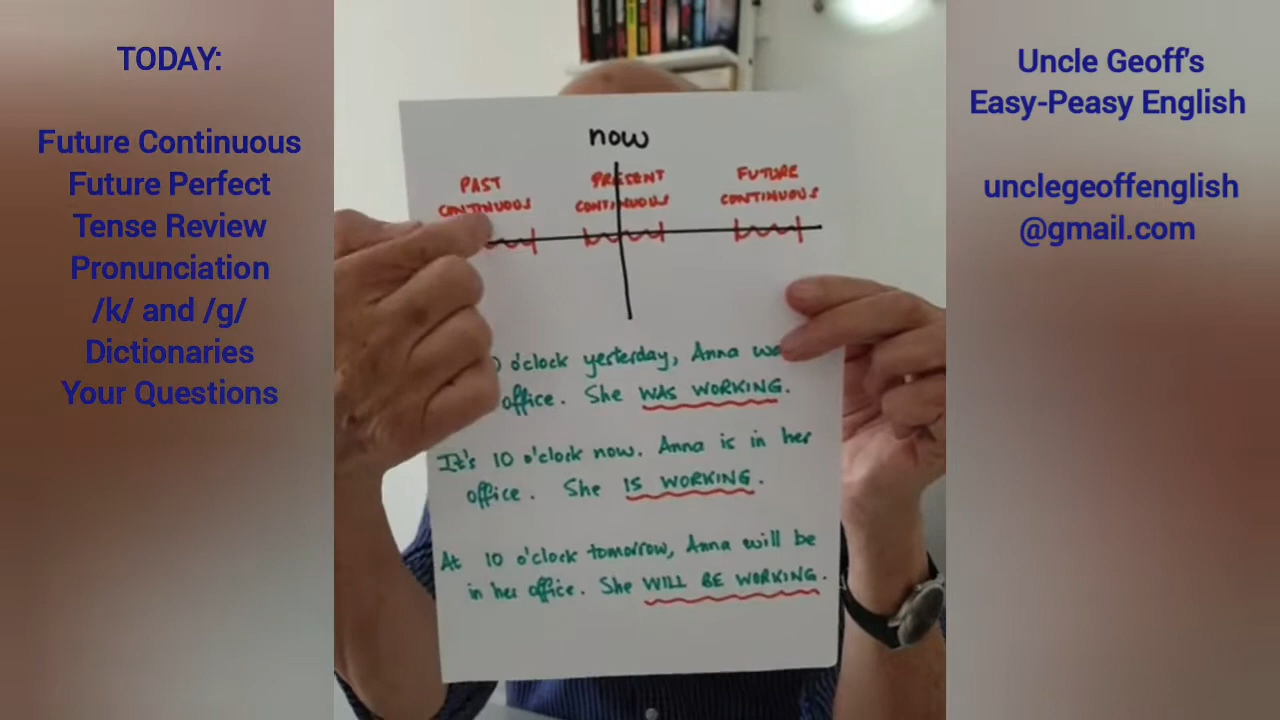 TODAY:
Future Continuous
Future Perfect
Tense Review
Pronunciation
/k/ and /g/
Dictionaries
Your Questions
now
PAST
CONTINUOUS
PRESENT
CONTINUOUS
FUTURE
CONTINUOUS
o'clock yesterday, Anna
office. She WAS WORKING.
It's 10 o'clock now. Anna is in her
office. She IS WORKING.
At 10 o'clock tomorrow, Anna will be
in her office. She WILL BE WORKING.
Uncle Geoff's
Easy-Peasy English
unclegeoffenglish
@gmail.com